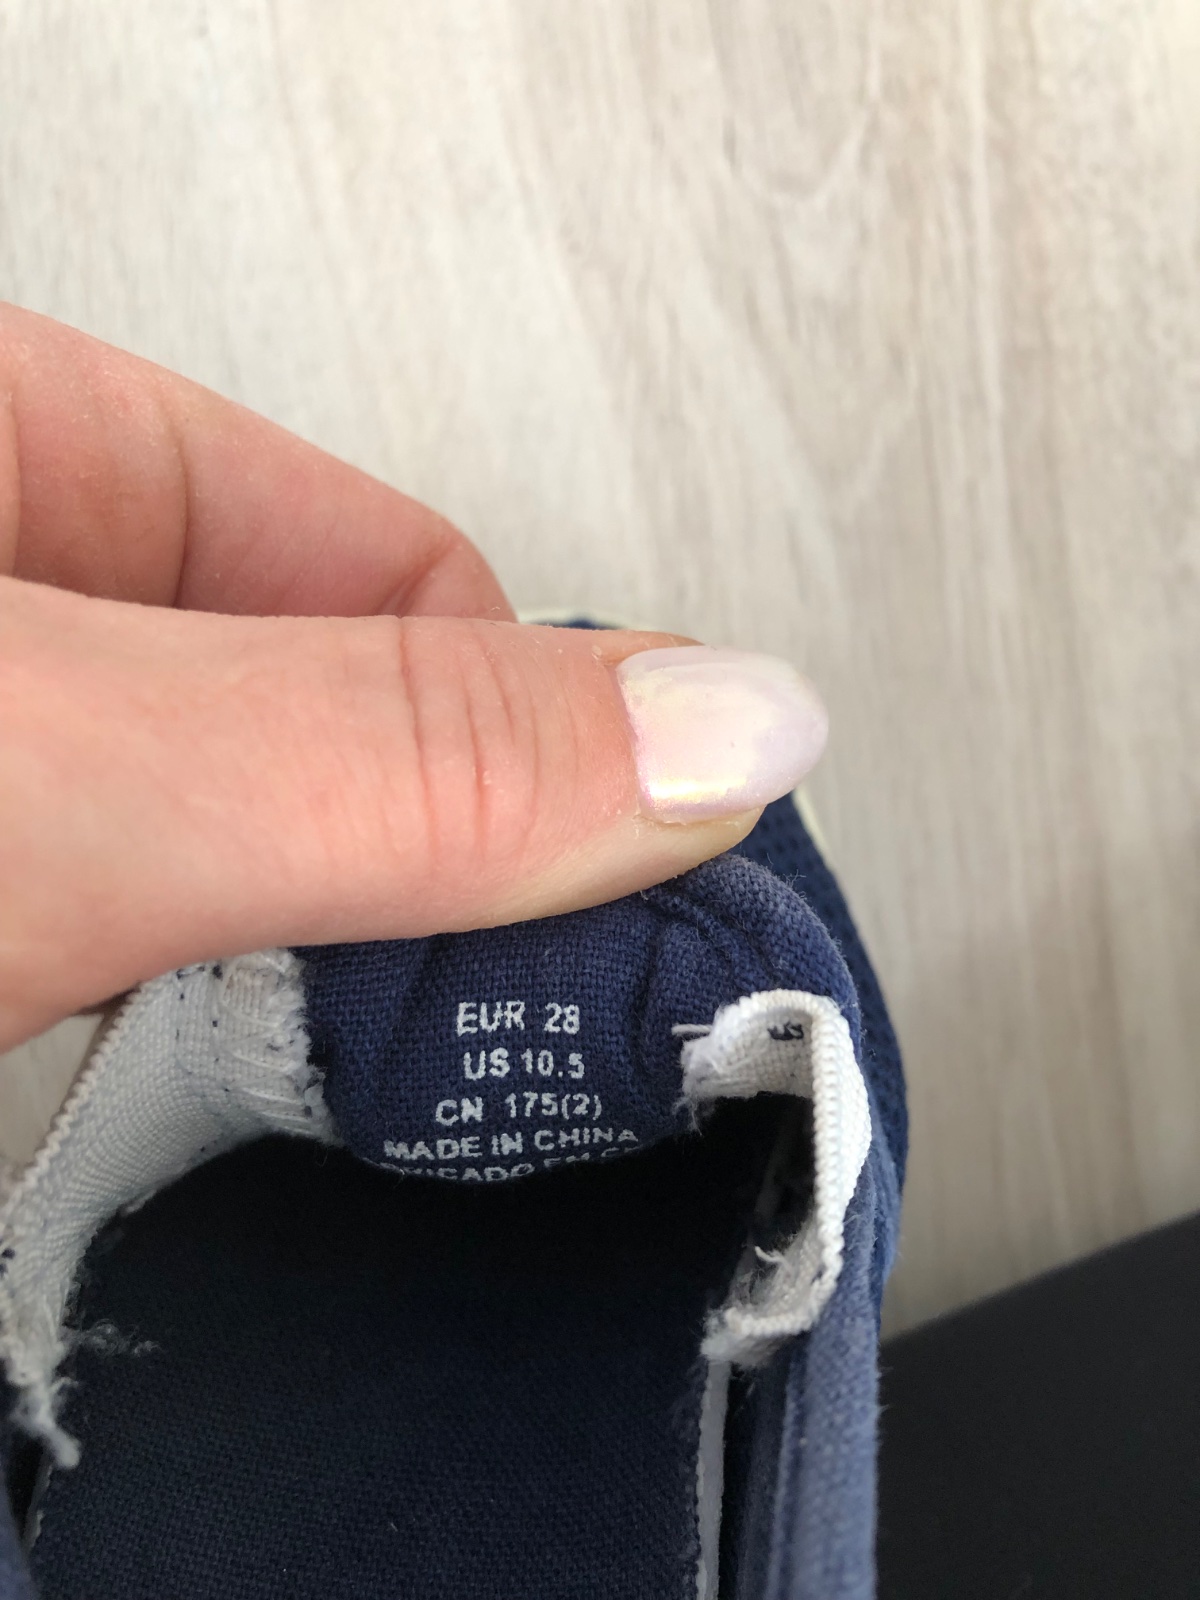 EUR 28
US 10.5
CN 175(2)
MADE IN CHINA